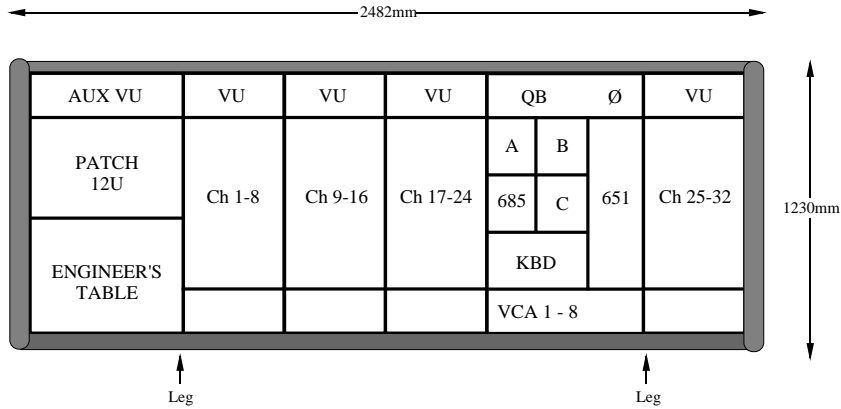 2482mm
AUX VU
VU
VU
VU
QB Ø
VU
PATCH
12U
Ch 1-8
Ch 9-16
Ch 17-24
A
B
685
C
651
Ch 25-32
1230mm
KBD
ENGINEER'S
TABLE
VCA 1 - 8
Leg
Leg